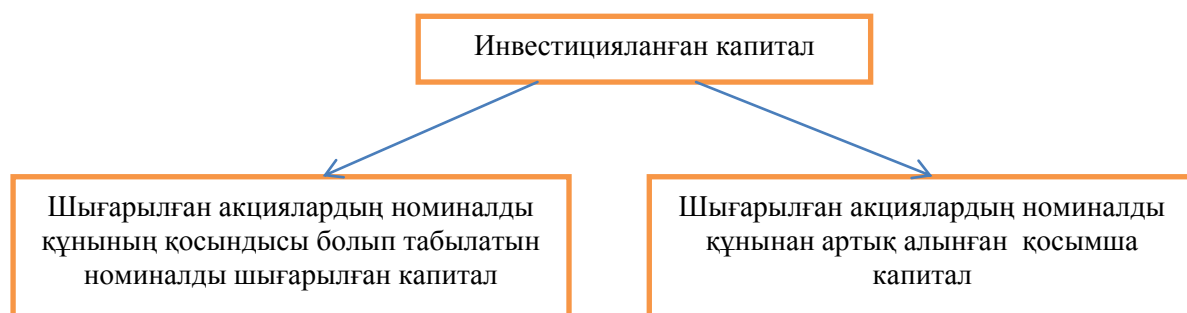 Инвестицияланған капитал
Шығарылған акциялардың номиналды
құнының қосындысы болып табылатын
номиналды шығарылған капитал
Шығарылған акциялардың номиналды
құнынан артық алынған қосымша
капитал